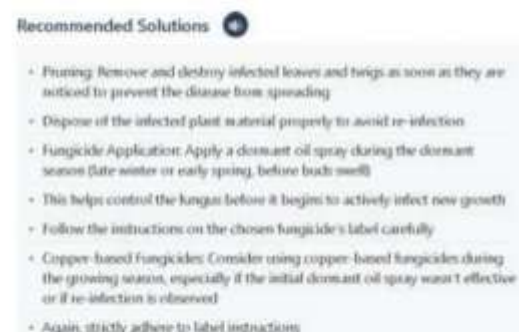 Recommended Solutions
• Pruning: Remove and destroy infected leaves and twigs as soon as they are
noticed to prevent the disease from spreading
• Dispose of the infected plant material properly to avoid re-infection
• Fungicide Application: Apply a dormant oil spray during the dormant
season (late winter or early spring, before buds swell)
• This helps control the fungus before it begins to actively infect new growth
• Follow the instructions on the chosen fungicide's label carefully
• Copper-based Fungicides: Consider using copper-based fungicides during
the growing season, especially if the initial dormant oil spray wasn't effective
or if re-infection is observed
• Again, strictly adhere to label instructions